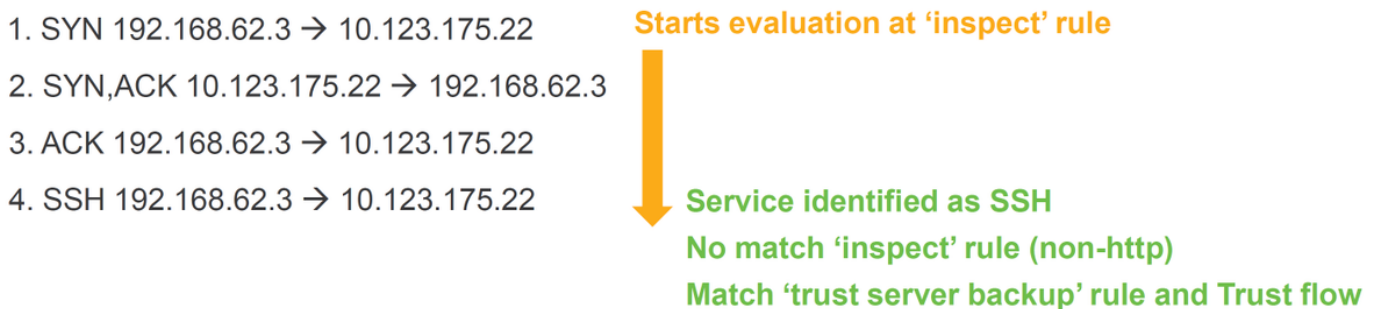 1. SYN 192.168.62.3 → 10.123.175.22
Starts evaluation at ‘inspect’ rule
2. SYN,ACK 10.123.175.22 → 192.168.62.3
3. ACK 192.168.62.3 → 10.123.175.22
4. SSH 192.168.62.3 → 10.123.175.22
Service identified as SSH
No match ‘inspect’ rule (non-http)
Match ‘trust server backup’ rule and Trust flow